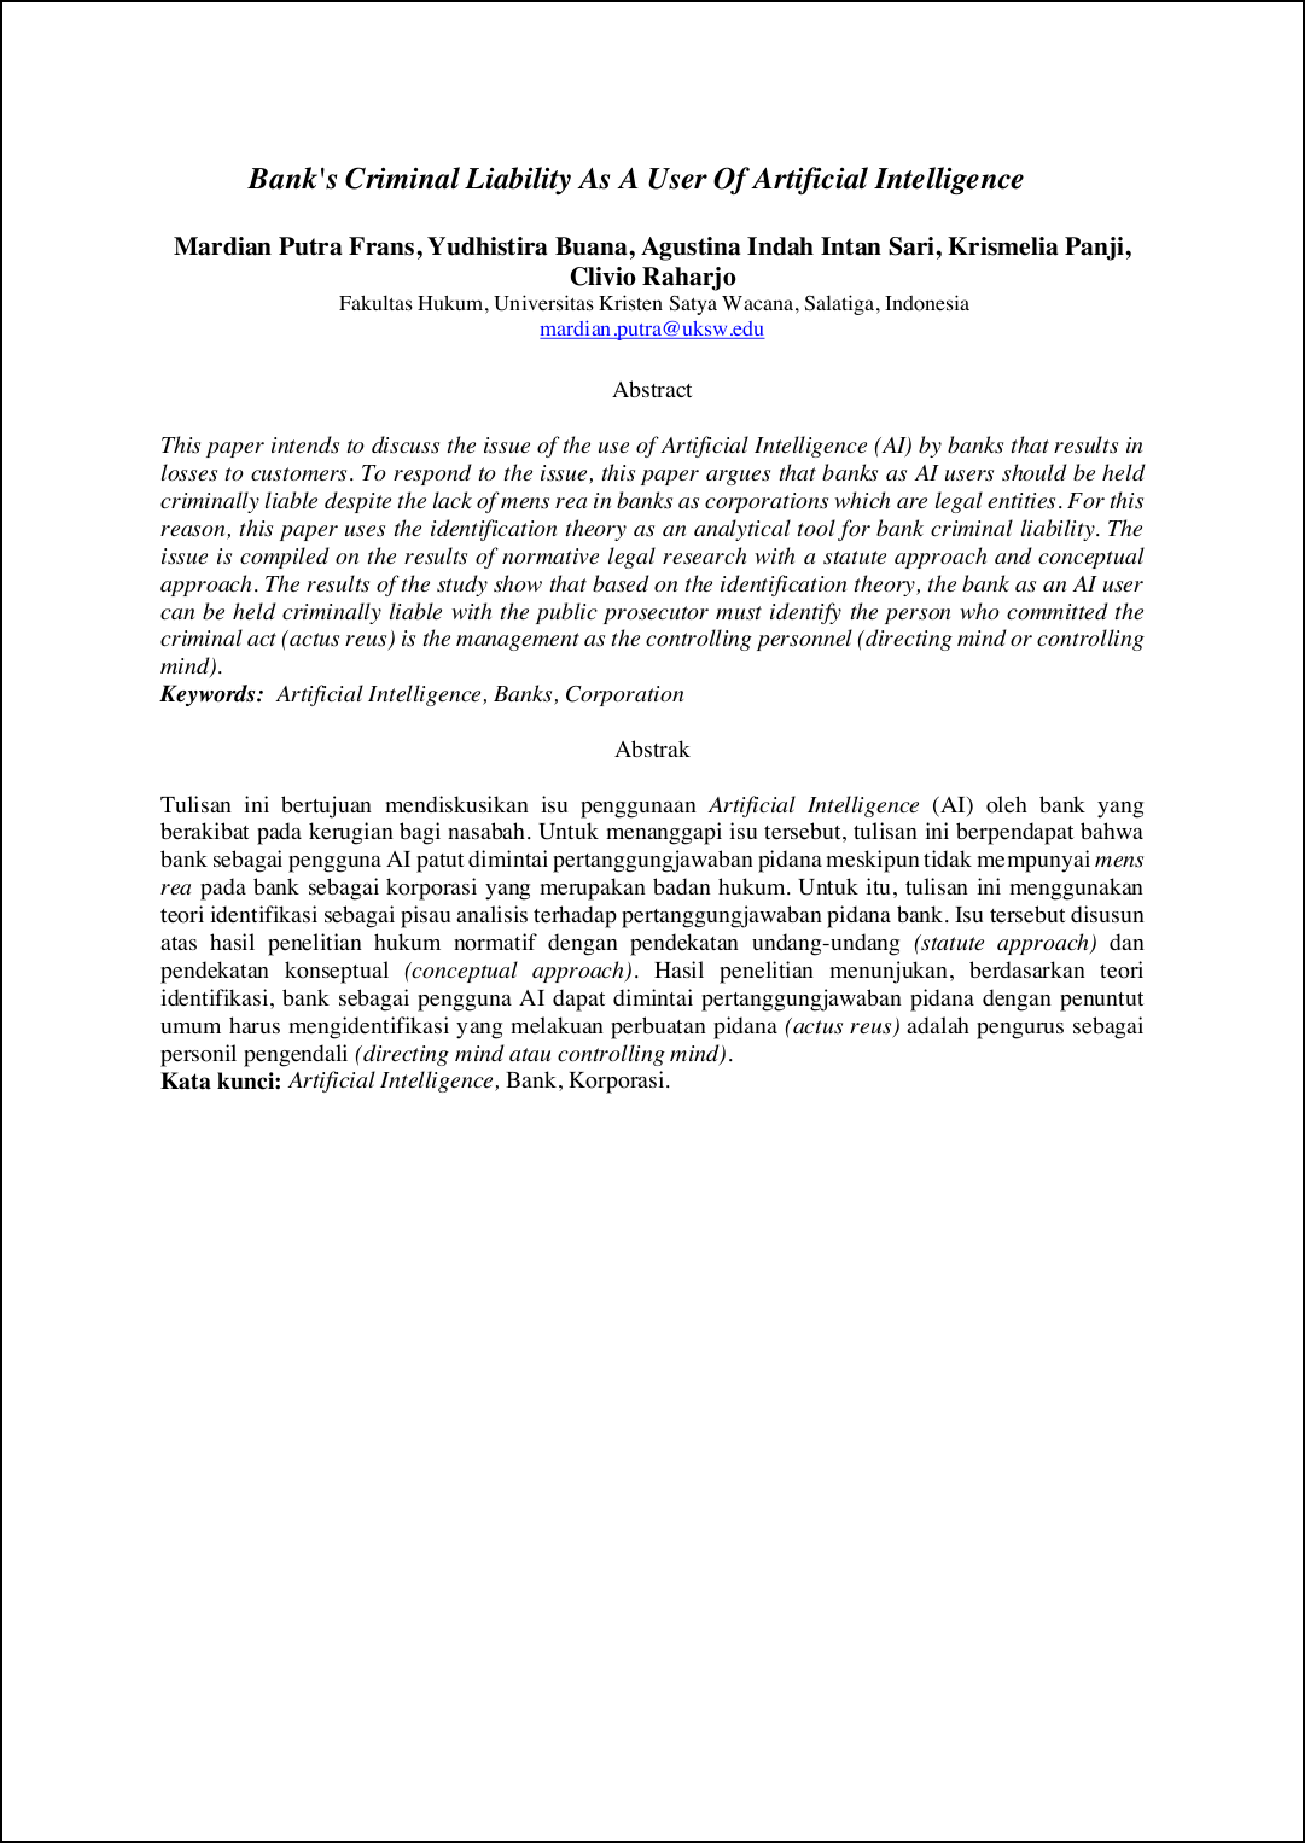 Bank's Criminal Liability As A User Of Artificial Intelligence
Mardian Putra Frans, Yudhistira Buana, Agustina Indah Intan Sari, Krismelia Panji,
Clivio Raharjo
Fakultas Hukum, Universitas Kristen Satya Wacana, Salatiga, Indonesia
mardian.putra@uksw.edu
Abstract
This paper intends to discuss the issue of the use of Artificial Intelligence (AI) by banks that results in
losses to customers. To respond to the issue, this paper argues that banks as AI users should be held
criminally liable despite the lack of mens rea in banks as corporations which are legal entities. For this
reason, this paper uses the identification theory as an analytical tool for bank criminal liability. The
issue is compiled on the results of normative legal research with a statute approach and conceptual
approach. The results of the study show that based on the identification theory, the bank as an AI user
can be held criminally liable with the public prosecutor must identify the person who committed the
criminal act (actus reus) is the management as the controlling personnel (directing mind or controlling
mind).
Keywords: Artificial Intelligence, Banks, Corporation
Abstrak
Tulisan ini bertujuan mendiskusikan isu penggunaan Artificial Intelligence (AI) oleh bank yang
berakibat pada kerugian bagi nasabah. Untuk menanggapi isu tersebut, tulisan ini berpendapat bahwa
bank sebagai pengguna AI patut dimintai pertanggungjawaban pidana meskipun tidak mempunyai mens
rea pada bank sebagai korporasi yang merupakan badan hukum. Untuk itu, tulisan ini menggunakan
teori identifikasi sebagai pisau analisis terhadap pertanggungjawaban pidana bank. Isu tersebut disusun
atas hasil penelitian hukum normatif dengan pendekatan undang-undang (statute approach) dan
pendekatan konseptual (conceptual approach). Hasil penelitian menunjukan, berdasarkan teori
identifikasi, bank sebagai pengguna AI dapat dimintai pertanggungjawaban pidana dengan penuntut
umum harus mengidentifikasi yang melakuan perbuatan pidana (actus reus) adalah pengurus sebagai
personil pengendali (directing mind atau controlling mind).
Kata kunci: Artificial Intelligence, Bank, Korporasi.